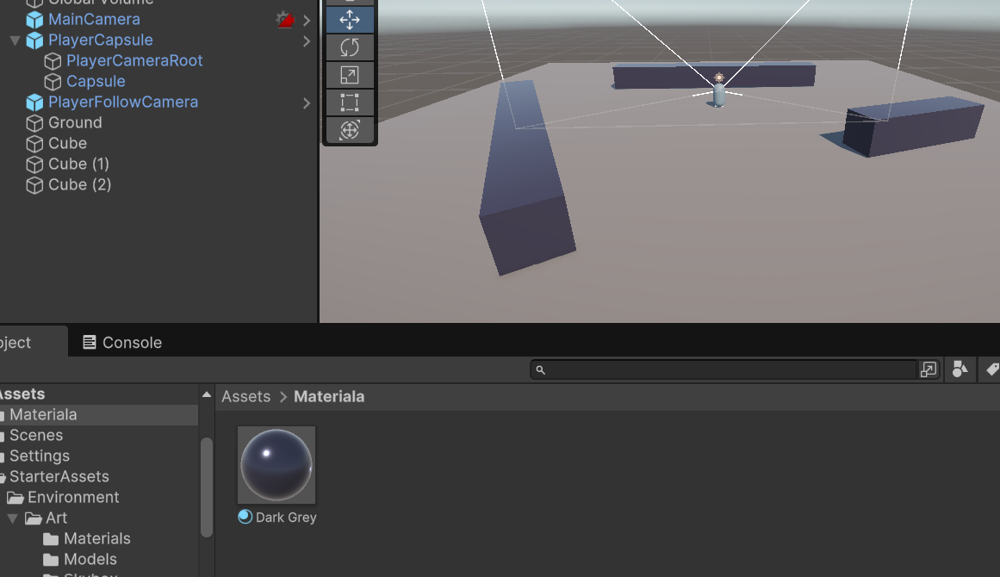 Global Volume
MainCamera
PlayerCapsule
PlayerCameraRoot
Capsule
PlayerFollowCamera
Ground
Cube
Cube (1)
Cube (2)
oject
Console
Assets
Assets > Materiala
Materiala
Scenes
Settings
StarterAssets
Environment
Art
Materials
Models
Skybox
Dark Grey